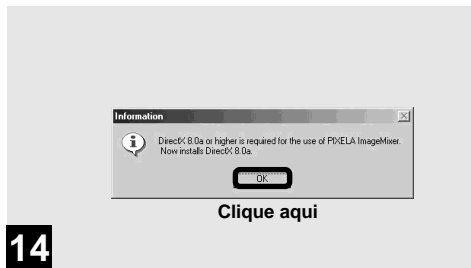 Information
DirectX 8.0a or higher is required for the use of PIXELA ImageMixer.
Now installs DirectX 8.0a.
OK
Clique aqui
14